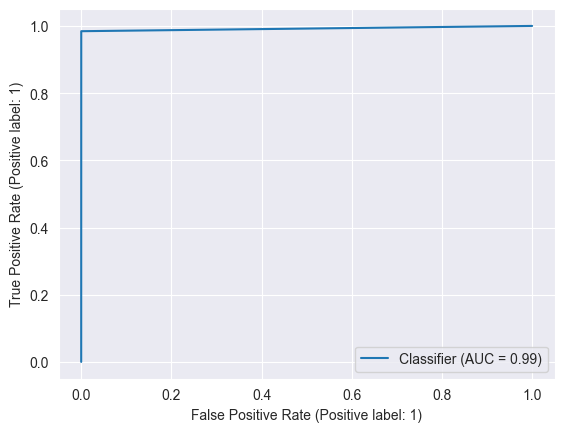 1.0
0.8
0.6
0.4
0.2
0.0
True Positive Rate (Positive label: 1)
Classifier (AUC = 0.99)
0.0 0.2 0.4 0.6 0.8 1.0
False Positive Rate (Positive label: 1)